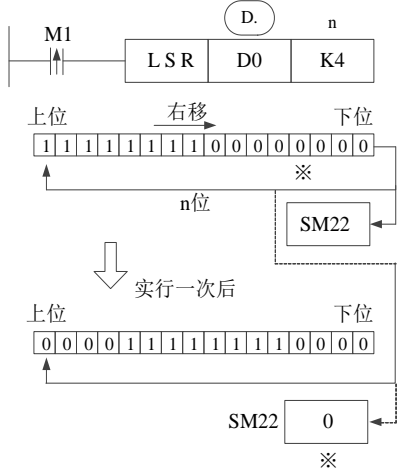 D. n
M1
LSR D0 K4
右移
上位 下位
1 1 1 1 1 1 1 1 0 0 0 0 0 0 0 0
※
n位
SM22
实行一次后
上位 下位
0 0 0 0 1 1 1 1 1 1 1 1 0 0 0 0
SM22 0
※